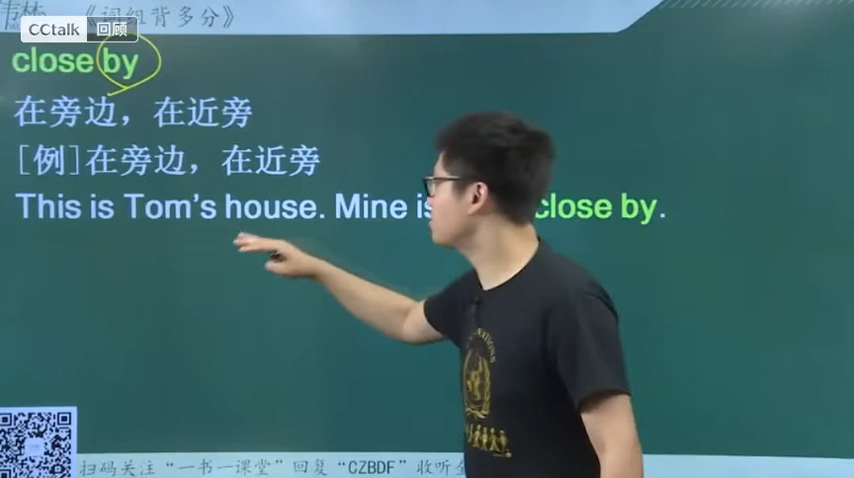 《词组背多分》
CCtalk 回顾
close by
在旁边，在近旁
[例]在旁边，在近旁
This is Tom's house. Mine is close by.
扫码关注“一书一课堂”回复“CZBDF”收听全